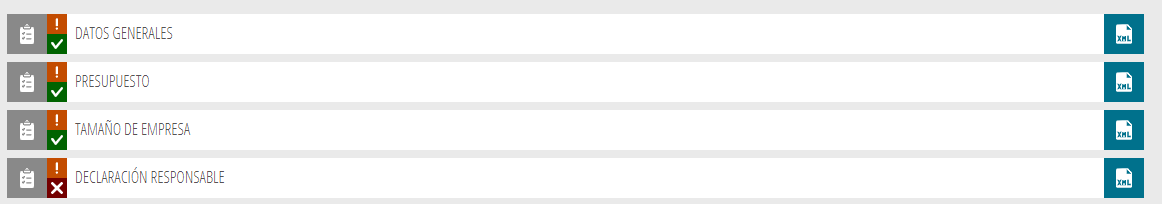 DATOS GENERALES
XML
PRESUPUESTO
XML
TAMAÑO DE EMPRESA
XML
DECLARACIÓN RESPONSABLE
XML